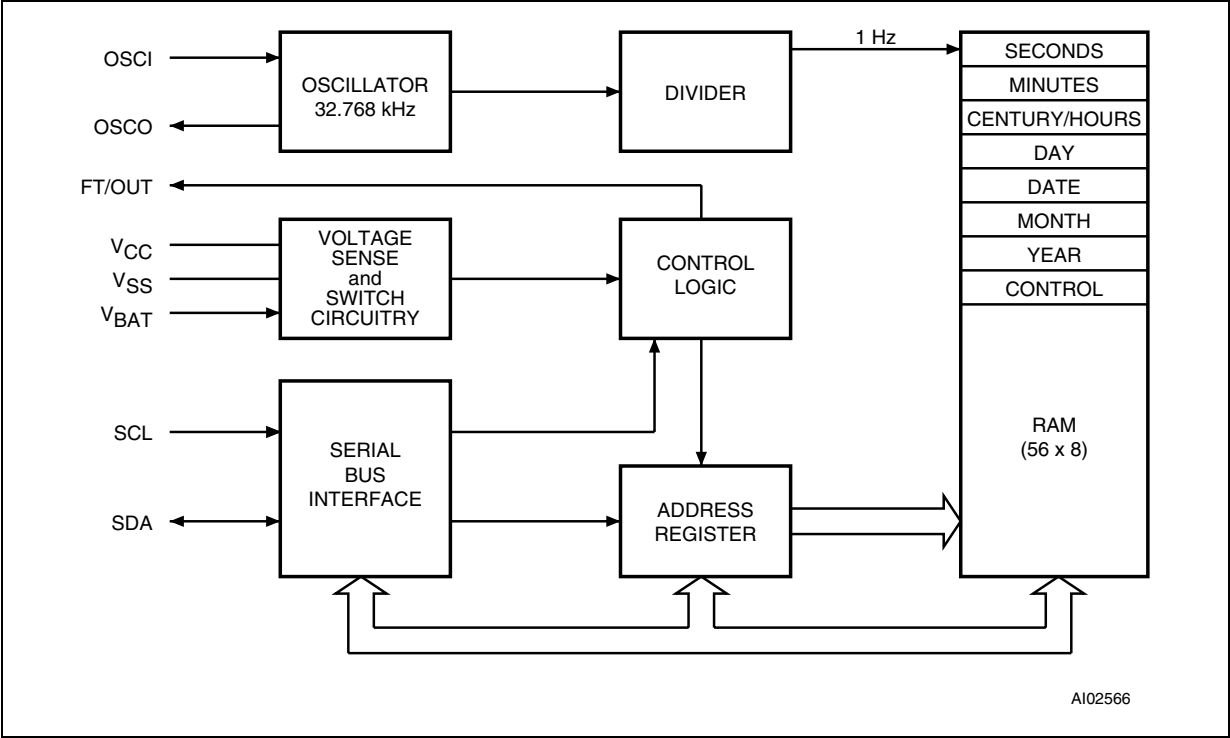 OSCI
OSCO
FT/OUT
VCC
VSS
VBAT
SCL
SDA
OSCILLATOR
32.768 kHz
VOLTAGE
SENSE
and
SWITCH
CIRCUITRY
SERIAL
BUS
INTERFACE
DIVIDER
CONTROL
LOGIC
ADDRESS
REGISTER
1 Hz
SECONDS
MINUTES
CENTURY/HOURS
DAY
DATE
MONTH
YEAR
CONTROL
RAM
(56 x 8)
AI02566